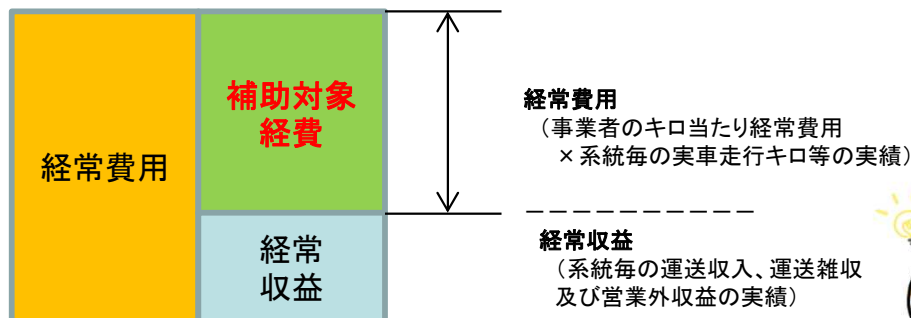 経常費用
補助対象
経費
経常
収益
経常費用
（事業者のキロ当たり経常費用
×系統毎の実車走行キロ等の実績）
経常収益
（系統毎の運送収入、運送雑収
及び営業外収益の実績）